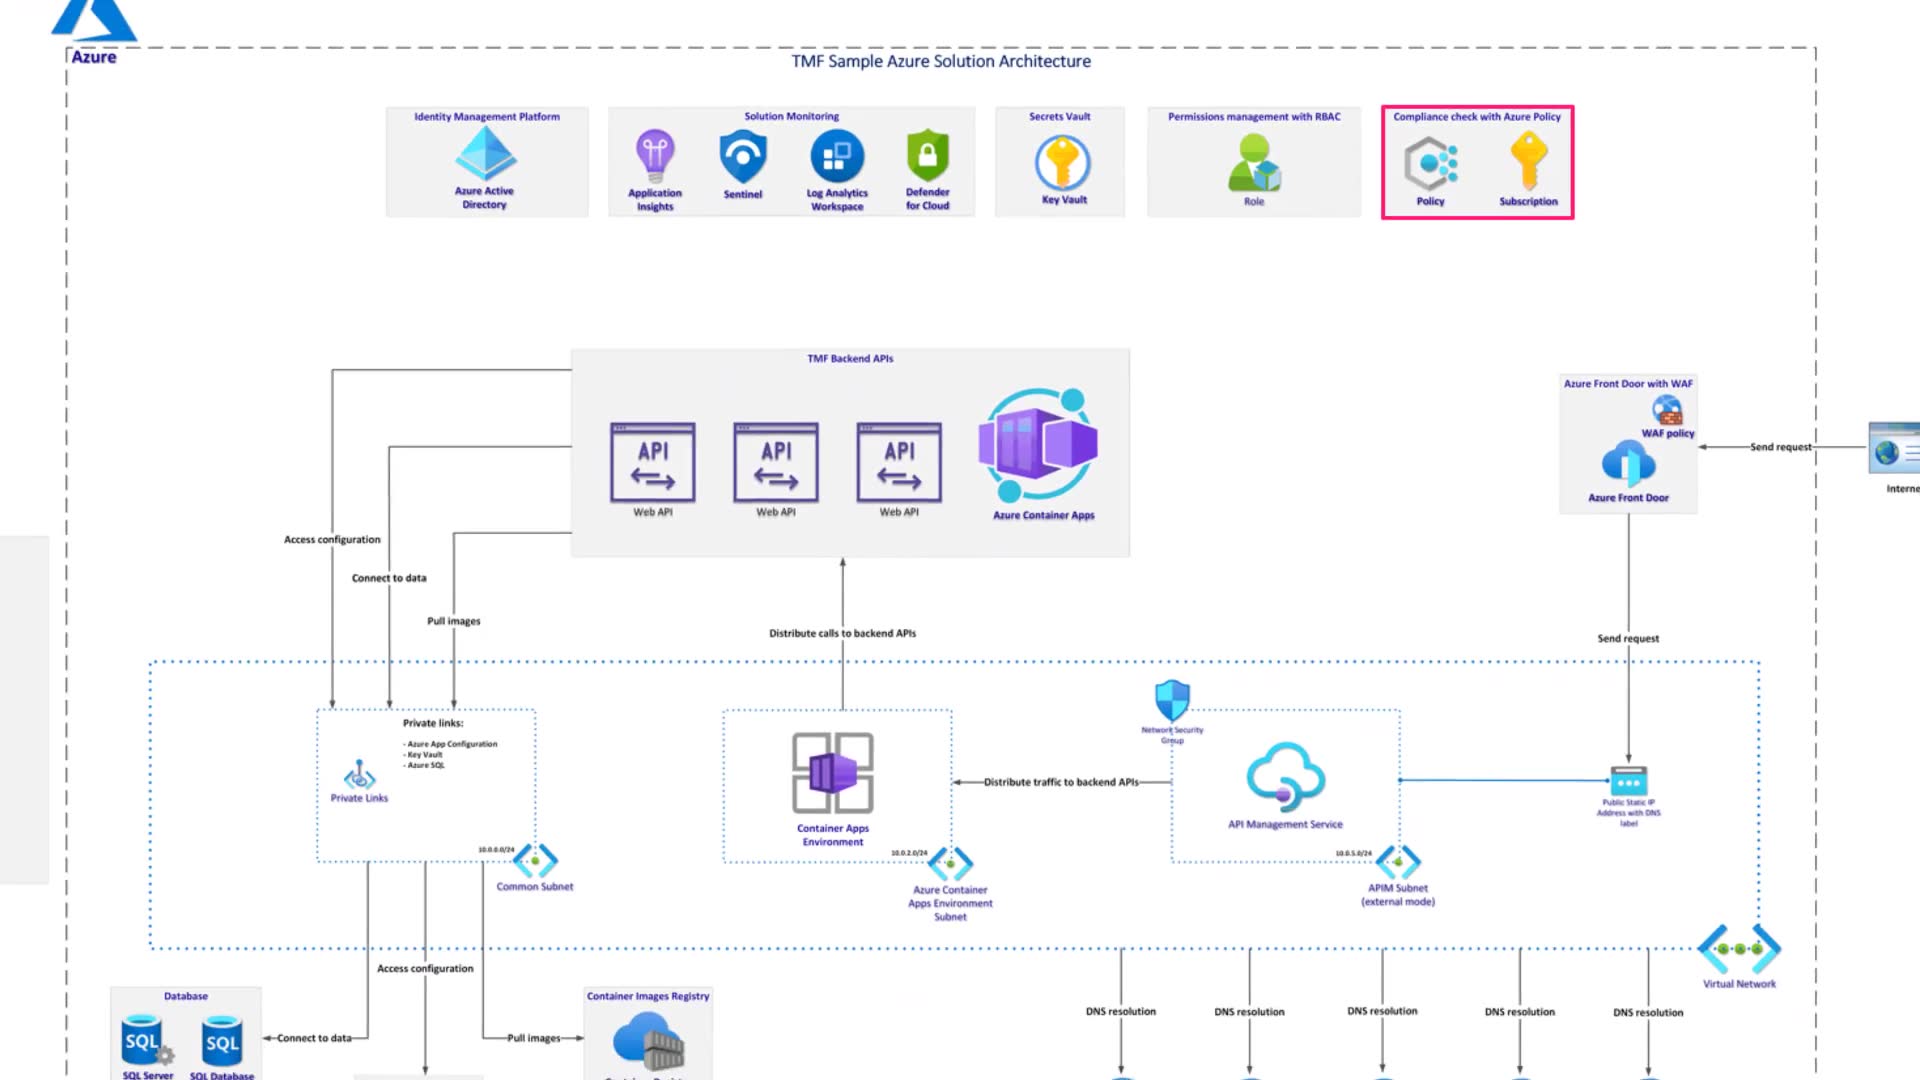 Azure
TMF Sample Azure Solution Architecture
Identity Management Platform
Azure Active
Directory
Solution Monitoring
Application
Insights
Sentinel
Log Analytics
Workspace
Defender
for Cloud
Secrets Vault
Key Vault
Permissions management with RBAC
Role
Compliance check with Azure Policy
Policy
Subscription
TMF Backend APIs
API
Web API
API
Web API
API
Web API
Azure Container Apps
Azure Front Door with WAF
WAF policy
Azure Front Door
Send request
Interne
Access configuration
Connect to data
Pull images
Distribute calls to backend APIs
Send request
Private links:
- Azure App Configuration
- Key Vault
- Azure SQL
Private Links
10.0.0.0/24
Common Subnet
Container Apps
Environment
10.0.2.0/24
Azure Container
Apps Environment
Subnet
Distribute traffic to backend APIs
Network Security
Group
API Management Service
10.0.5.0/24
APIM Subnet
(external mode)
Public Static IP
Address with DNS
label
Virtual Network
Access configuration
Connect to data
Pull images
Database
SQL
SQL Server
SQL
SQL Database
Container Images Registry
DNS resolution
DNS resolution
DNS resolution
DNS resolution
DNS resolution